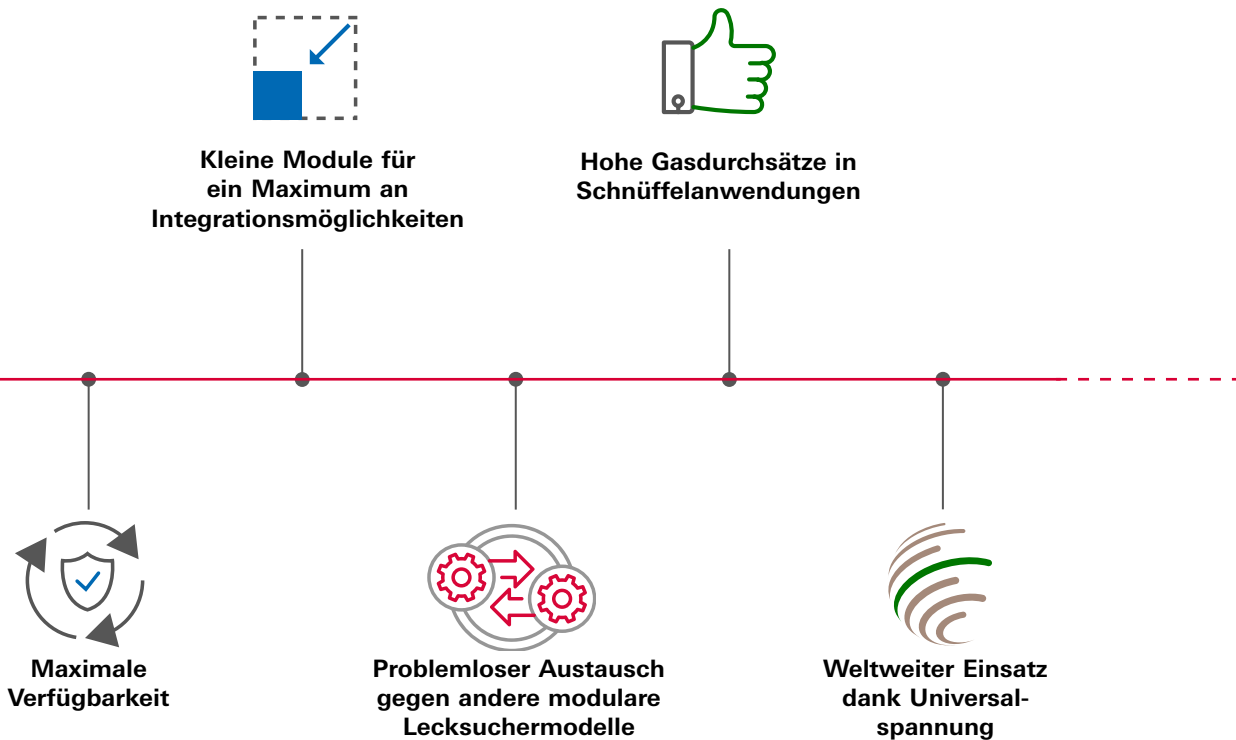 Kleine Module für
ein Maximum an
Integrationsmöglichkeiten
Hohe Gasdurchsätze in
Schnüffelanwendungen
Maximale
Verfügbarkeit
Problemloser Austausch
gegen andere modulare
Lecksuchermodelle
Weltweiter Einsatz
dank Universal-
spannung